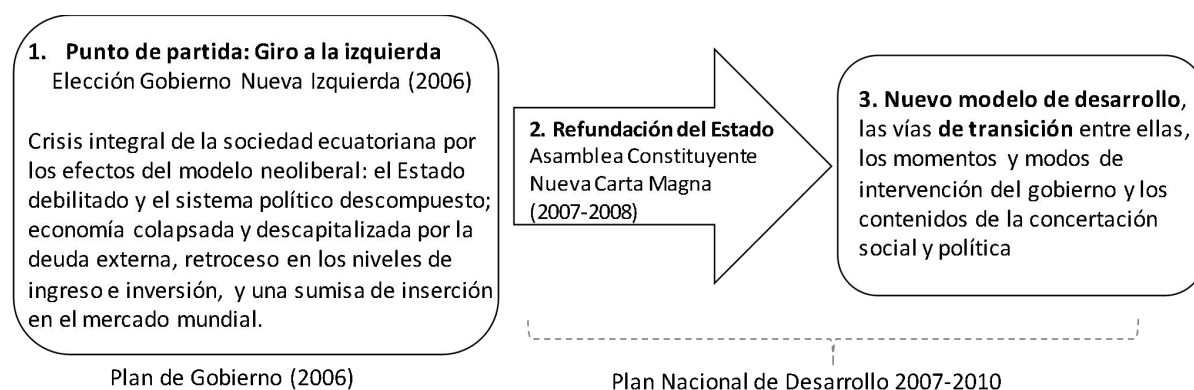 1. Punto de partida: Giro a la izquierda
Elección Gobierno Nueva Izquierda (2006)
Crisis integral de la sociedad ecuatoriana por
los efectos del modelo neoliberal: el Estado
debilitado y el sistema político descompuesto;
economía colapsada y descapitalizada por la
deuda externa, retroceso en los niveles de
ingreso e inversión, y una sumisa de inserción
en el mercado mundial.
Plan de Gobierno (2006)
2. Refundación del Estado
Asamblea Constituyente
Nueva Carta Magna
(2007-2008)
3. Nuevo modelo de desarrollo,
las vías de transición entre ellas,
los momentos y modos de
intervención del gobierno y los
contenidos de la concertación
social y política
Plan Nacional de Desarrollo 2007-2010